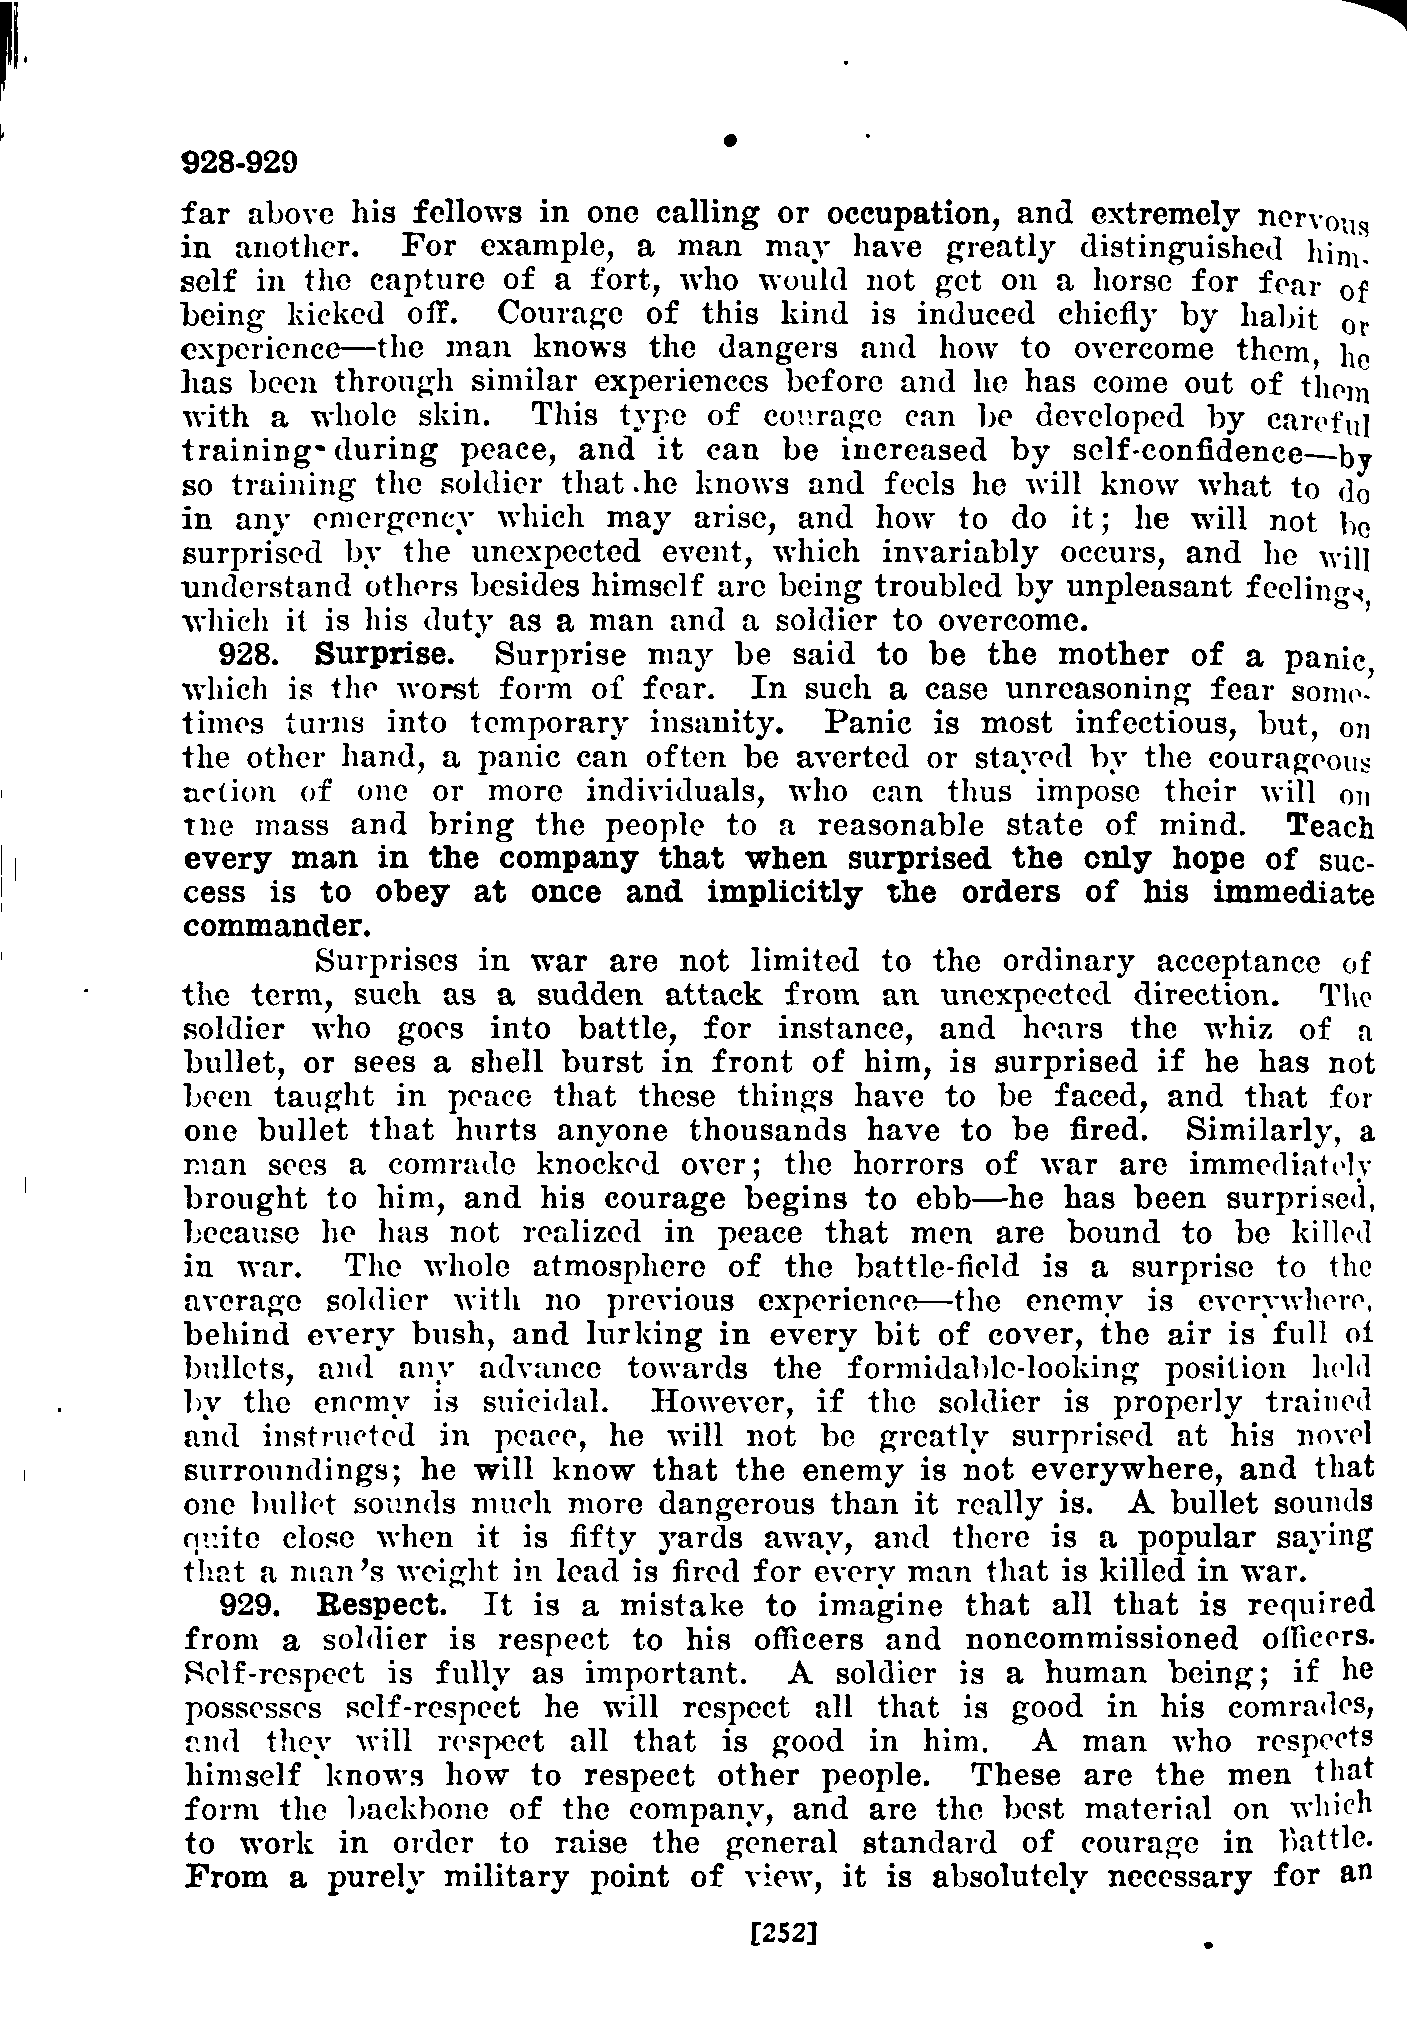 928-929
far above his fellows in one calling or occupation, and extremely nervous
in another. For example, a man may have greatly distinguished him-
self in the capture of a fort, who would not get on a horse for fear of
being kicked off. Courage of this kind is induced chiefly by habit or
experience—the man knows the dangers and how to overcome them, he
has been through similar experiences before and he has come out of them
with a whole skin. This type of courage can be developed by careful
training during peace, and it can be increased by self-confidence—by
so training the soldier that he knows and feels he will know what to do
in any emergency which may arise, and how to do it; he will not be
surprised by the unexpected event, which invariably occurs, and he will
understand others besides himself are being troubled by unpleasant feelings,
which it is his duty as a man and a soldier to overcome.
928. Surprise. Surprise may be said to be the mother of a panic,
which is the worst form of fear. In such a case unreasoning fear some-
times turns into temporary insanity. Panic is most infectious, but, on
the other hand, a panic can often be averted or stayed by the courageous
action of one or more individuals, who can thus impose their will on
the mass and bring the people to a reasonable state of mind. Teach
every man in the company that when surprised the only hope of suc-
cess is to obey at once and implicitly the orders of his immediate
commander.
Surprises in war are not limited to the ordinary acceptance of
the term, such as a sudden attack from an unexpected direction. The
soldier who goes into battle, for instance, and hears the whiz of a
bullet, or sees a shell burst in front of him, is surprised if he has not
been taught in peace that these things have to be faced, and that for
one bullet that hurts anyone thousands have to be fired. Similarly, a
man sees a comrade knocked over; the horrors of war are immediately
brought to him, and his courage begins to ebb—he has been surprised,
because he has not realized in peace that men are bound to be killed
in war. The whole atmosphere of the battle-field is a surprise to the
average soldier with no previous experience—the enemy is everywhere,
behind every bush, and lurking in every bit of cover, the air is full of
bullets, and any advance towards the formidable-looking position held
by the enemy is suicidal. However, if the soldier is properly trained
and instructed in peace, he will not be greatly surprised at his novel
surroundings; he will know that the enemy is not everywhere, and that
one bullet sounds much more dangerous than it really is. A bullet sounds
quite close when it is fifty yards away, and there is a popular saying
that a man's weight in lead is fired for every man that is killed in war.
929. Respect. It is a mistake to imagine that all that is required
from a soldier is respect to his officers and noncommissioned officers.
Self-respect is fully as important. A soldier is a human being; if he
possesses self-respect he will respect all that is good in his comrades,
and they will respect all that is good in him. A man who respects
himself knows how to respect other people. These are the men that
form the backbone of the company, and are the best material on which
to work in order to raise the general standard of courage in battle.
From a purely military point of view, it is absolutely necessary for an
[252]